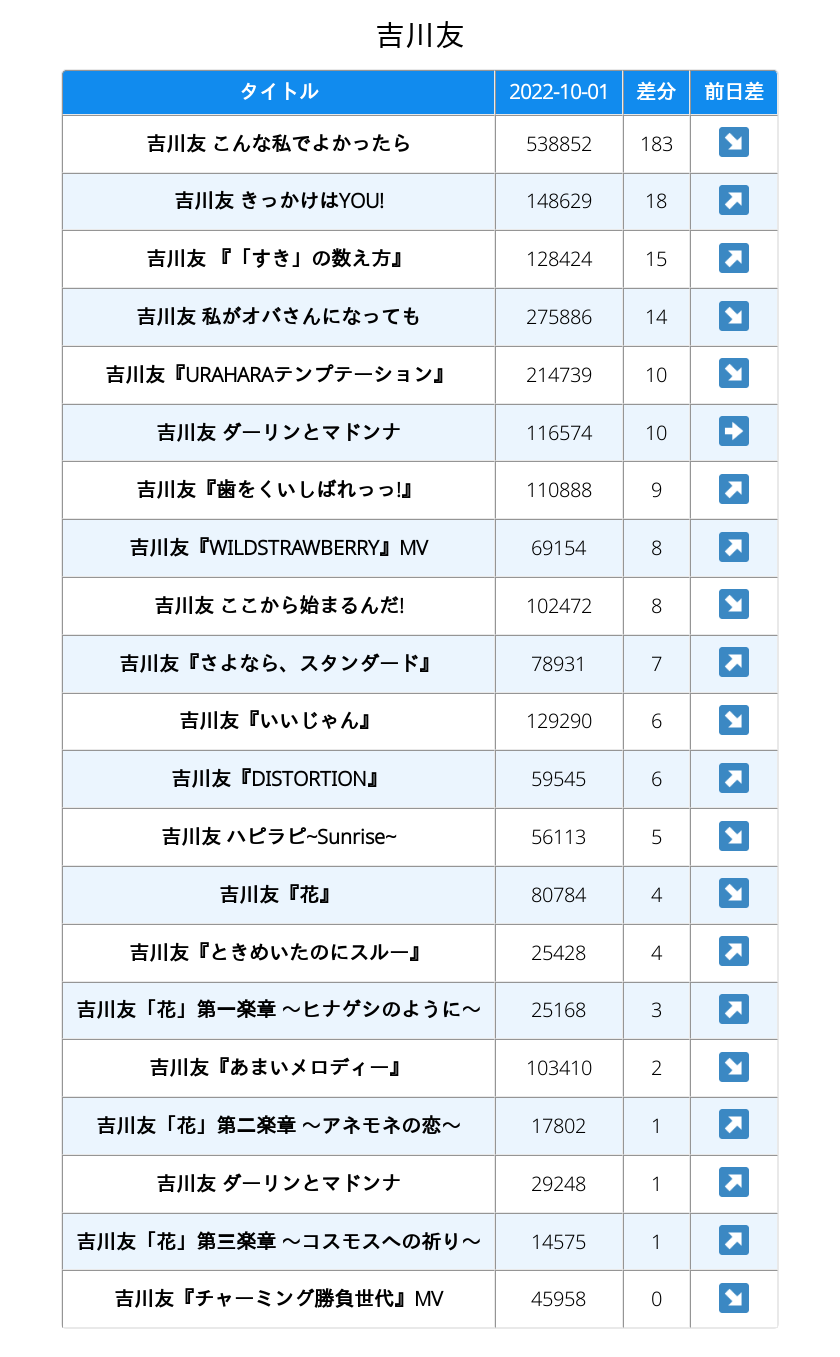 吉川友
タイトル 2022-10-01 差分 前日差
吉川友 こんな私でよかったら 538852 183 ↘
吉川友 きっかけはYOU! 148629 18 ↗
吉川友 『「すき」の数え方』 128424 15 ↗
吉川友 私がオバさんになっても 275886 14 ↘
吉川友『URAHARAテンプテーション』 214739 10 ↘
吉川友 ダーリンとマドンナ 116574 10 ➡
吉川友『歯をくいしばれっっ!』 110888 9 ↗
吉川友『WILDSTRAWBERRY』MV 69154 8 ↗
吉川友 ここから始まるんだ! 102472 8 ↘
吉川友『さよなら、スタンダード』 78931 7 ↗
吉川友『いいじゃん』 129290 6 ↘
吉川友『DISTORTION』 59545 6 ↗
吉川友 ハピラピ~Sunrise~ 56113 5 ↘
吉川友『花』 80784 4 ↘
吉川友『ときめいたのにスルー』 25428 4 ↗
吉川友「花」第一楽章 〜ヒナゲシのように〜 25168 3 ↗
吉川友『あまいメロディー』 103410 2 ↘
吉川友「花」第二楽章 〜アネモネの恋〜 17802 1 ↗
吉川友 ダーリンとマドンナ 29248 1 ↗
吉川友「花」第三楽章 〜コスモスへの祈り〜 14575 1 ↗
吉川友『チャーミング勝負世代』MV 45958 0 ↘